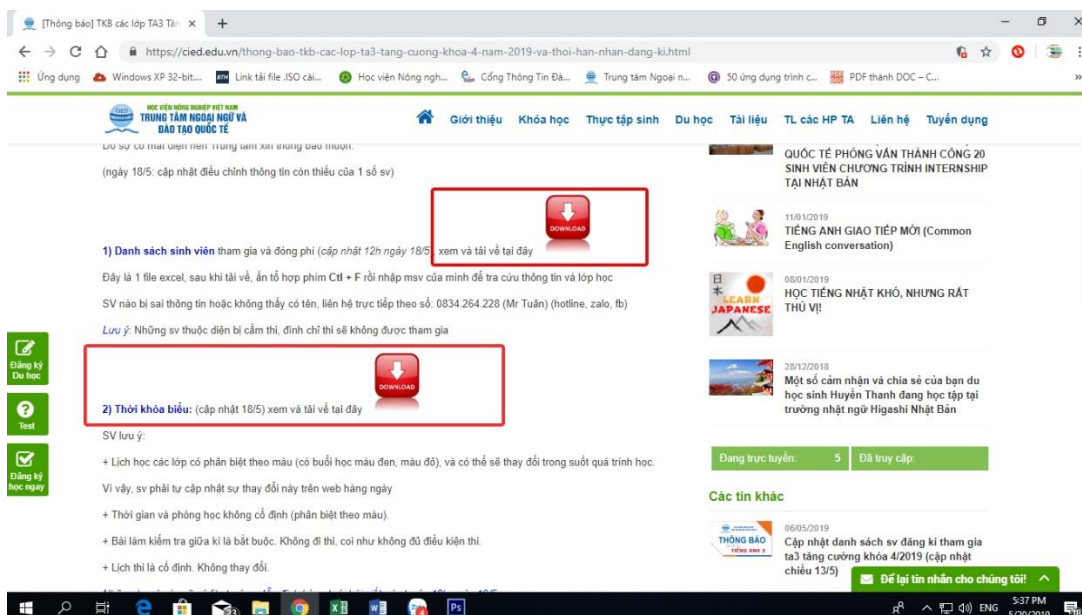 [Thông báo] TKB các lớp TA3 Tăn
https://cied.edu.vn/thong-bao-tkb-cac-lop-ta3-tang-cuong-khoa-4-nam-2019-va-thoi-han-nhan-dang-ki.html
Ứng dụng
Windows XP 32-bit....
Link tải file .ISO cài...
Học viện Nông ngh...
Cổng Thông Tin Đà...
Trung tâm Ngoại n...
50 ứng dụng trình c...
PDF thành DOC – C...
HỌC VIỆN NÔNG NGHIỆP VIỆT NAM
TRUNG TÂM NGOẠI NGỮ VÀ
ĐÀO TẠO QUỐC TẾ
Giới thiệu Khóa học Thực tập sinh Du học Tài liệu TL các HP TA Liên hệ Tuyển dụng
Do sự cố mất điện nên Trung tâm xin thông báo muộn.
(ngày 18/5: cập nhật điều chỉnh thông tin còn thiếu của 1 số sv)
DOWNLOAD
1) Danh sách sinh viên tham gia và đóng phí (cập nhật 12h ngày 18/5), xem và tải về tại đây
Đây là 1 file excel, sau khi tải về, ấn tổ hợp phím Ctl + F rồi nhập msv của mình để tra cứu thông tin và lớp học
SV nào bị sai thông tin hoặc không thấy có tên, liên hệ trực tiếp theo số: 0834.264.228 (Mr Tuân) (hotline, zalo, fb)
Lưu ý: Những sv thuộc diện bị cấm thi, đình chỉ thi sẽ không được tham gia
DOWNLOAD
2) Thời khóa biểu: (cập nhật 18/5) xem và tải về tại đây
SV lưu ý:
+ Lịch học các lớp có phân biệt theo màu (có buổi học màu đen, màu đỏ), và có thể sẽ thay đổi trong suốt quá trình học.
Vì vậy, sv phải tự cập nhật sự thay đổi này trên web hàng ngày
+ Thời gian và phòng học không cố định (phân biệt theo màu).
+ Bài làm kiểm tra giữa kì là bắt buộc. Không đi thi, coi như không đủ điều kiện thi.
+ Lịch thi là cố định. Không thay đổi.
Đăng ký
Du học
Test
Đăng ký
học ngay
QUỐC TẾ PHỎNG VẤN THÀNH CÔNG 20
SINH VIÊN CHƯƠNG TRÌNH INTERNSHIP
TẠI NHẬT BẢN
11/01/2019
TIẾNG ANH GIAO TIẾP MỚI (Common
English conversation)
日本
LEARN
JAPANESE
08/01/2019
HỌC TIẾNG NHẬT KHÓ, NHƯNG RẤT
THÚ VỊ!
28/12/2018
Một số cảm nhận và chia sẻ của bạn du
học sinh Huyền Thanh đang học tập tại
trường nhật ngữ Higashi Nhật Bản
Đang trực tuyến: 5 Đã truy cập:
Các tin khác
THÔNG BÁO
TIẾNG ANH 3
06/05/2019
Cập nhật danh sách sv đăng kí tham gia
ta3 tăng cường khóa 4/2019 (cập nhật
chiều 13/5)
Để lại tin nhắn cho chúng tôi!
ENG
5:37 PM
5/20/2019